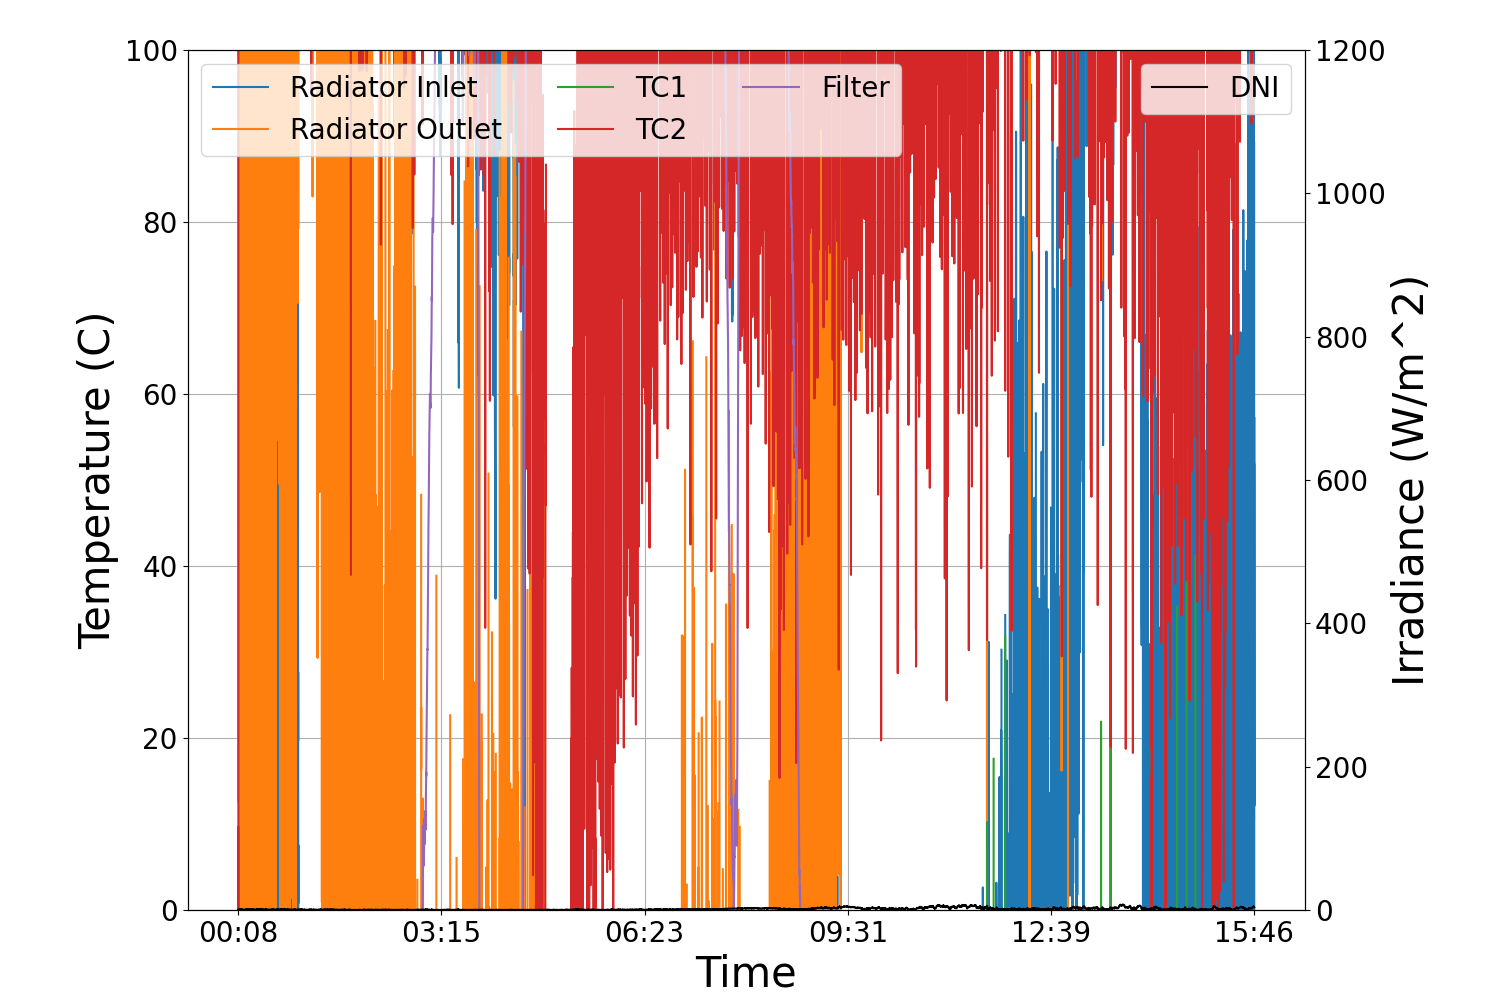 Radiator Inlet
Radiator Outlet
TC1
TC2
Filter
DNI
Temperature (C)
100
80
60
40
20
0
Irradiance (W/m^2)
1200
1000
800
600
400
200
0
00:08 03:15 06:23 09:31 12:39 15:46
Time